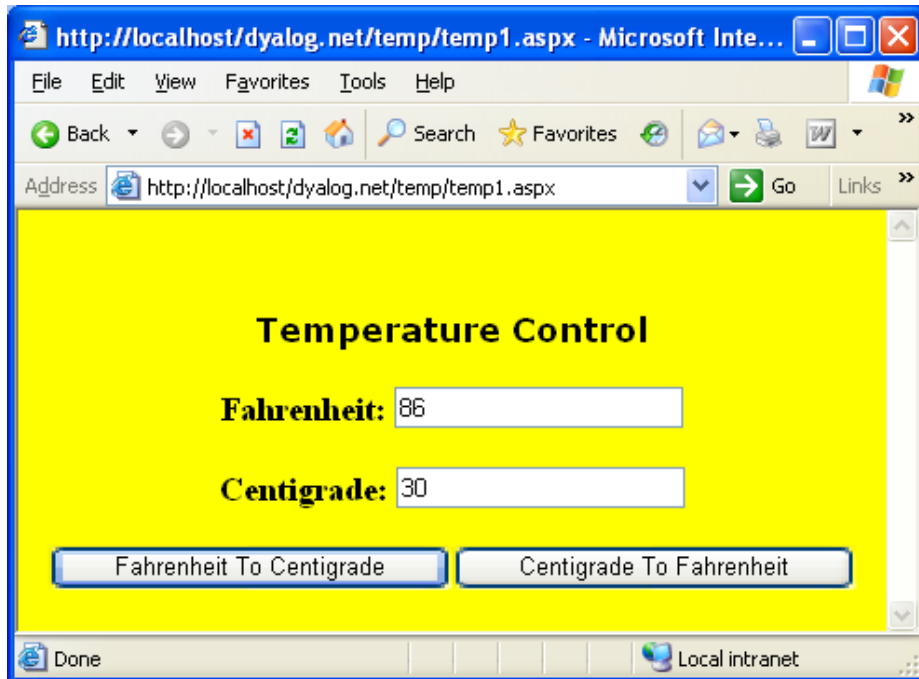 http://localhost/dyalog.net/temp/temp1.aspx - Microsoft Inte...
File Edit View Favorites Tools Help
Back Search Favorites W »
Address http://localhost/dyalog.net/temp/temp1.aspx Go Links »
Temperature Control
Fahrenheit: 86
Centigrade: 30
Fahrenheit To Centigrade Centigrade To Fahrenheit
Done Local intranet